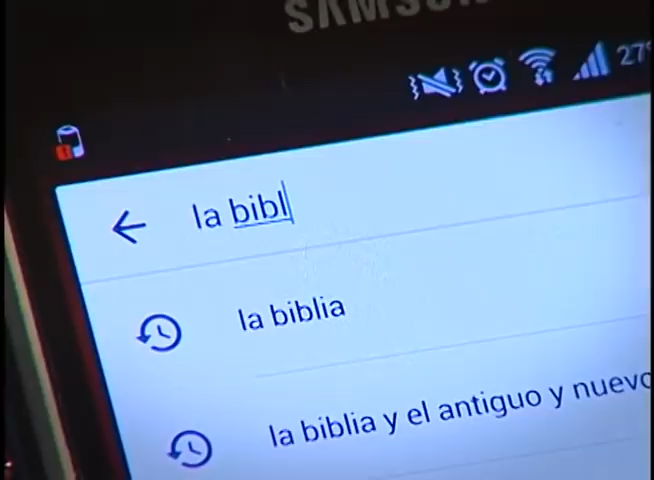 SAMSUNG
27
la bibl
la biblia
la biblia y el antiguo y nuevo